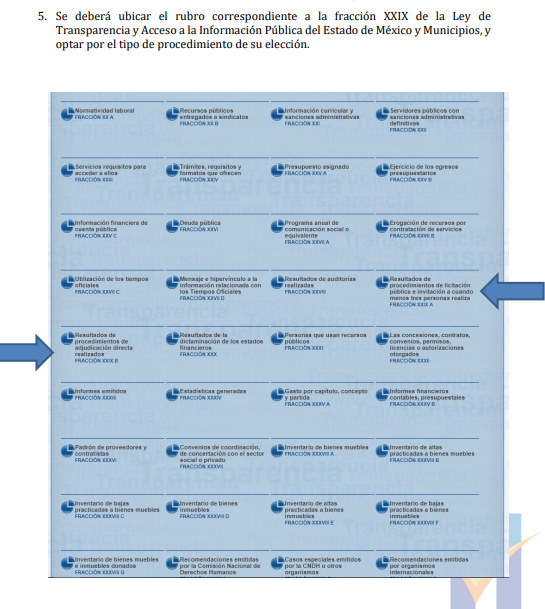 5. Se deberá ubicar el rubro correspondiente a la fracción XXIX de la Ley de
Transparencia y Acceso a la Información Pública del Estado de México y Municipios, y
optar por el tipo de procedimiento de su elección.
Normatividad laboral
FRACCIÓN XX A
Recursos públicos
entregados a sindicatos
FRACCIÓN XX B
Información curricular y
sanciones administrativas
FRACCIÓN XXI
Servidores públicos con
sanciones administrativas
definitivas
FRACCIÓN XXII
Servicios requisitos para
acceder a ellos
FRACCIÓN XXIII
Trámites, requisitos y
formatos que ofrecen
FRACCIÓN XXIV
Presupuesto asignado
FRACCIÓN XXV A
Ejercicio de los egresos
presupuestarios
FRACCIÓN XXV B
Información financiera de
cuenta pública
FRACCIÓN XXV C
Deuda pública
FRACCIÓN XXVI
Programa anual de
comunicación social o
equivalente
FRACCIÓN XXVII A
Erogación de recursos por
contratación de servicios
FRACCIÓN XXVII B
Utilización de los tiempos
oficiales
FRACCIÓN XXVII C
Mensaje e hipervínculo a la
información relacionada con
los Tiempos Oficiales
FRACCIÓN XXVII D
Resultados de auditorías
realizadas
FRACCIÓN XXVIII
Resultados de
procedimientos de licitación
pública e invitación a cuando
menos tres personas realiza
FRACCIÓN XXIX A
Resultados de
procedimientos de
adjudicación directa
realizados
FRACCIÓN XXIX B
Resultados de la
dictaminación de los estados
financieros
FRACCIÓN XXX
Personas que usan recursos
públicos
FRACCIÓN XXXI
Las concesiones, contratos,
convenios, permisos,
licencias o autorizaciones
otorgados
FRACCIÓN XXXII
Informes emitidos
FRACCIÓN XXXIII
Estadísticas generadas
FRACCIÓN XXXIV
Gasto por capítulo, concepto
y partida
FRACCIÓN XXXV A
Informes financieros
contables, presupuestales
FRACCIÓN XXXV B
Padrón de proveedores y
contratistas
FRACCIÓN XXXVI
Convenios de coordinación,
de concertación con el sector
social o privado
FRACCIÓN XXXVII
Inventario de bienes muebles
FRACCIÓN XXXVIII A
Inventario de altas
practicadas a bienes muebles
FRACCIÓN XXXVIII B
Inventario de bajas
practicadas a bienes muebles
FRACCIÓN XXXVIII C
Inventario de bienes
inmuebles
FRACCIÓN XXXVIII D
Inventario de altas
practicadas a bienes
inmuebles
FRACCIÓN XXXVIII E
Inventario de bajas
practicadas a bienes
inmuebles
FRACCIÓN XXXVIII F
Inventario de bienes muebles
e inmuebles donados
FRACCIÓN XXXVIII G
Recomendaciones emitidas
por la Comisión Nacional de
Derechos Humanos
Casos especiales emitidos
por la CNDH u otros
organismos
Recomendaciones emitidas
por organismos
internacionales